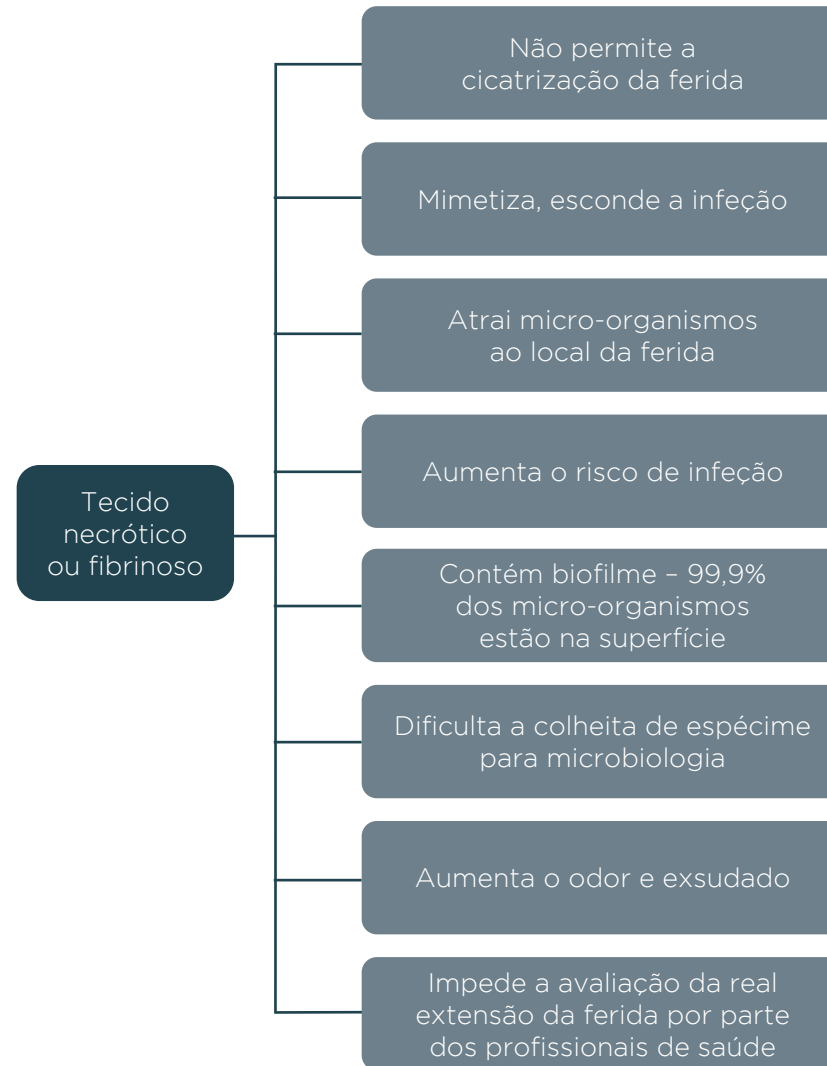 Não permite a
cicatrização da ferida
Mimetiza, esconde a infeção
Atrai micro-organismos
ao local da ferida
Aumenta o risco de infeção
Tecido
necrótico
ou fibrinoso
Contém biofilme – 99,9%
dos micro-organismos
estão na superfície
Dificulta a colheita de espécime
para microbiologia
Aumenta o odor e exsudado
Impede a avaliação da real
extensão da ferida por parte
dos profissionais de saúde